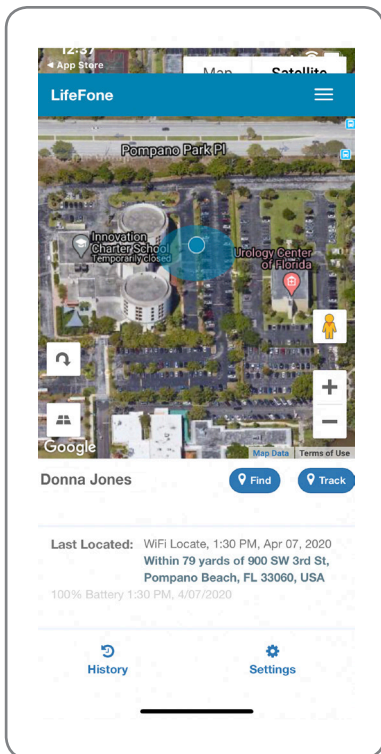 12:37
◄ App Store
Map Satellite
LifeFone
Pompano Park Pl
Innovation
Charter School
Temporarily closed
Urology Center
of Florida
Google
Map Data Terms of Use
Donna Jones
Find Track
Last Located: WiFi Locate, 1:30 PM, Apr 07, 2020
Within 79 yards of 900 SW 3rd St,
Pompano Beach, FL 33060, USA
100% Battery 1:30 PM, 4/07/2020
History Settings